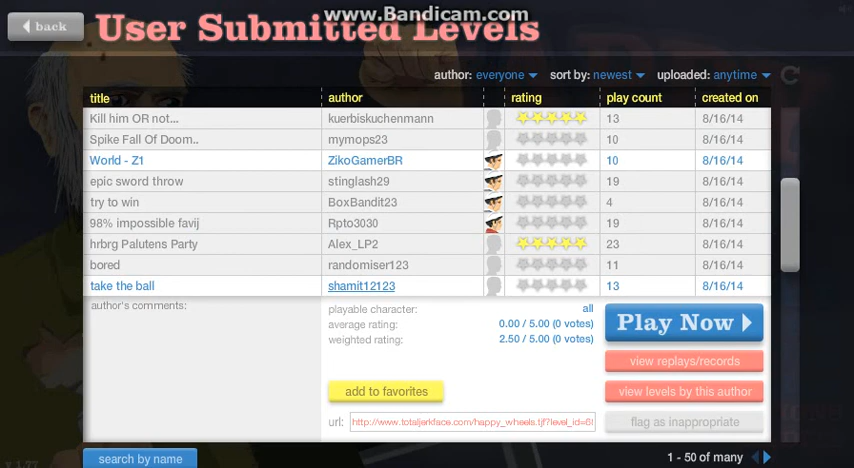 www.Bandicam.com
back
User Submitted Levels
author: everyone sort by: newest uploaded: anytime
title author rating play count created on
Kill him OR not... kuerbiskuchenmann 13 8/16/14
Spike Fall Of Doom.. mymops23 10 8/16/14
World - Z1 ZikoGamerBR 10 8/16/14
epic sword throw stinglash29 19 8/16/14
try to win BoxBandit23 4 8/16/14
98% impossible favij Rpto3030 19 8/16/14
hrbrg Palutens Party Alex_LP2 23 8/16/14
bored randomiser123 11 8/16/14
take the ball shamit12123 13 8/16/14
author's comments:
playable character: all
average rating: 0.00 / 5.00 (0 votes)
weighted rating: 2.50 / 5.00 (0 votes)
Play Now
view replays/records
add to favorites
view levels by this author
url: http://www.totaljerkface.com/happy_wheels.tjf?level_id=8
flag as inappropriate
search by name
1 - 50 of many
v 1.77